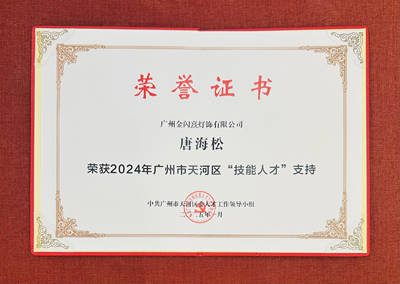 荣誉证书
广州金闪熹灯饰有限公司
唐海松
荣获2024年广州市天河区“技能人才”支持
中共广州市天河区委人才工作领导小组
二〇二五年一月